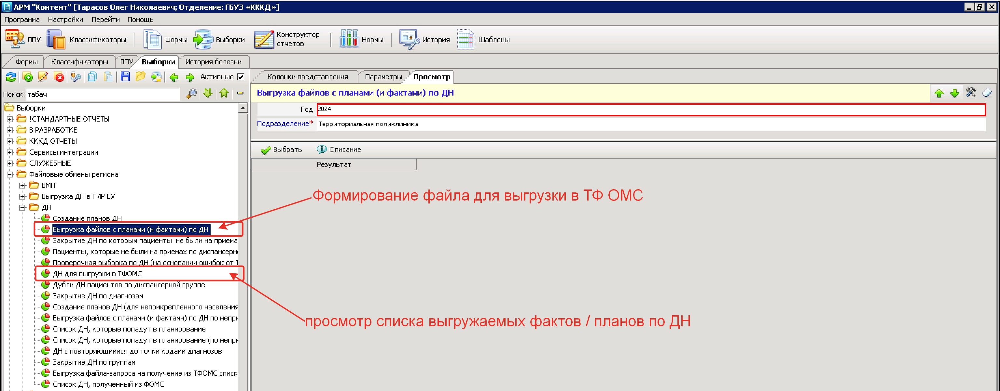 АРМ "Контент" [Тарасов Олег Николаевич; Отделение: ГБУЗ «КККД»]
Программа Настройки Перейти Помощь
ЛПУ Классификаторы Формы Выборки Конструктор отчетов Нормы История Шаблоны
Формы Классификаторы ЛПУ Выборки История болезни
Активные
Поиск: табач
Выборки
!СТАНДАРТНЫЕ ОТЧЕТЫ
В РАЗРАБОТКЕ
КККД ОТЧЕТЫ
Сервисы интеграции
СЛУЖЕБНЫЕ
Файловые обмены региона
ВМП
Выгрузка ДН в ГИР ВУ
ДН
Создание планов ДН
Выгрузка файлов с планами (и фактами) по ДН
Закрытие ДН по которым пациенты не были на приема
Пациенты, которые не были на приемах по диспансерн
Проверочная выборка по ДН (на основании ошибок от Т
ДН для выгрузки в ТФОМС
Дубли ДН пациентов по диспансерной группе
Закрытие ДН по диагнозам
Создание планов ДН (для неприкрепленного населения
Выгрузка файлов с планами (и фактами) по ДН по непри
Список ДН, которые попадут в планирование
Список ДН, которые попадут в планирование (по непри
ДН с повторяющимися до точки кодами диагнозов
Закрытие ДН по группам
Выгрузка файла-запроса на получение из ТФОМС списк
Список ДН, полученный из ФОМС
Колонки представления Параметры Просмотр
Выгрузка файлов с планами (и фактами) по ДН
Год 2024
Подразделение* Территориальная поликлиника
Выбрать Описание
Результат
Формирование файла для выгрузки в ТФ ОМС
просмотр списка выгружаемых фактов / планов по ДН